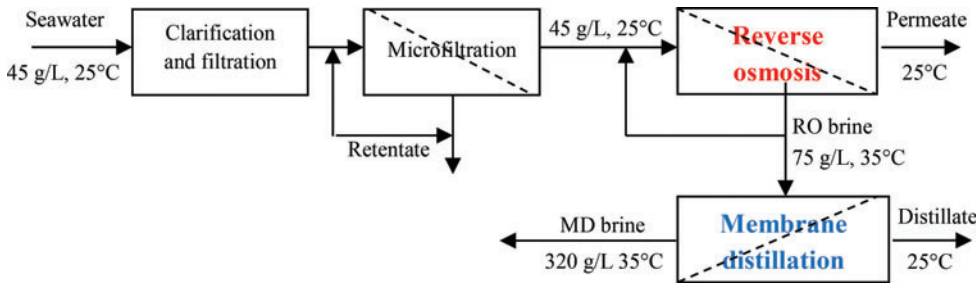 Seawater
45 g/L, 25°C
Clarification
and filtration
Microfiltration
Retentate
45 g/L, 25°C
Reverse
osmosis
Permeate
25°C
RO brine
75 g/L, 35°C
MD brine
320 g/L 35°C
Membrane
distillation
Distillate
25°C